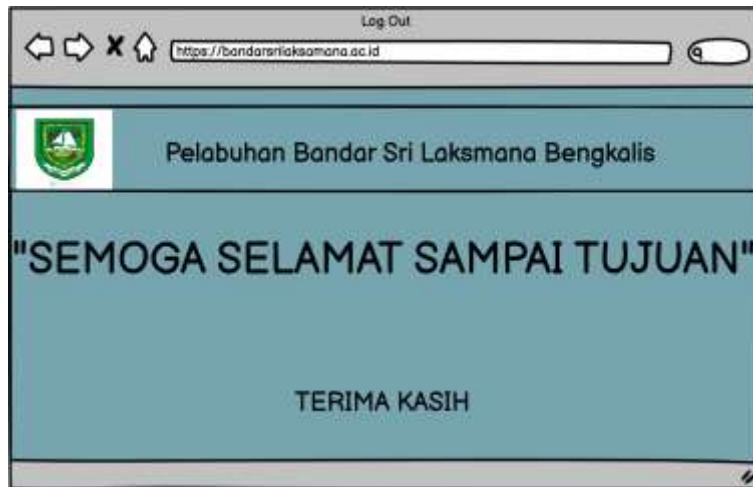 Log Out
https://bandarsrilaksamana.ac.id
Pelabuhan Bandar Sri Laksmana Bengkalis
"SEMOGA SELAMAT SAMPAI TUJUAN"
TERIMA KASIH